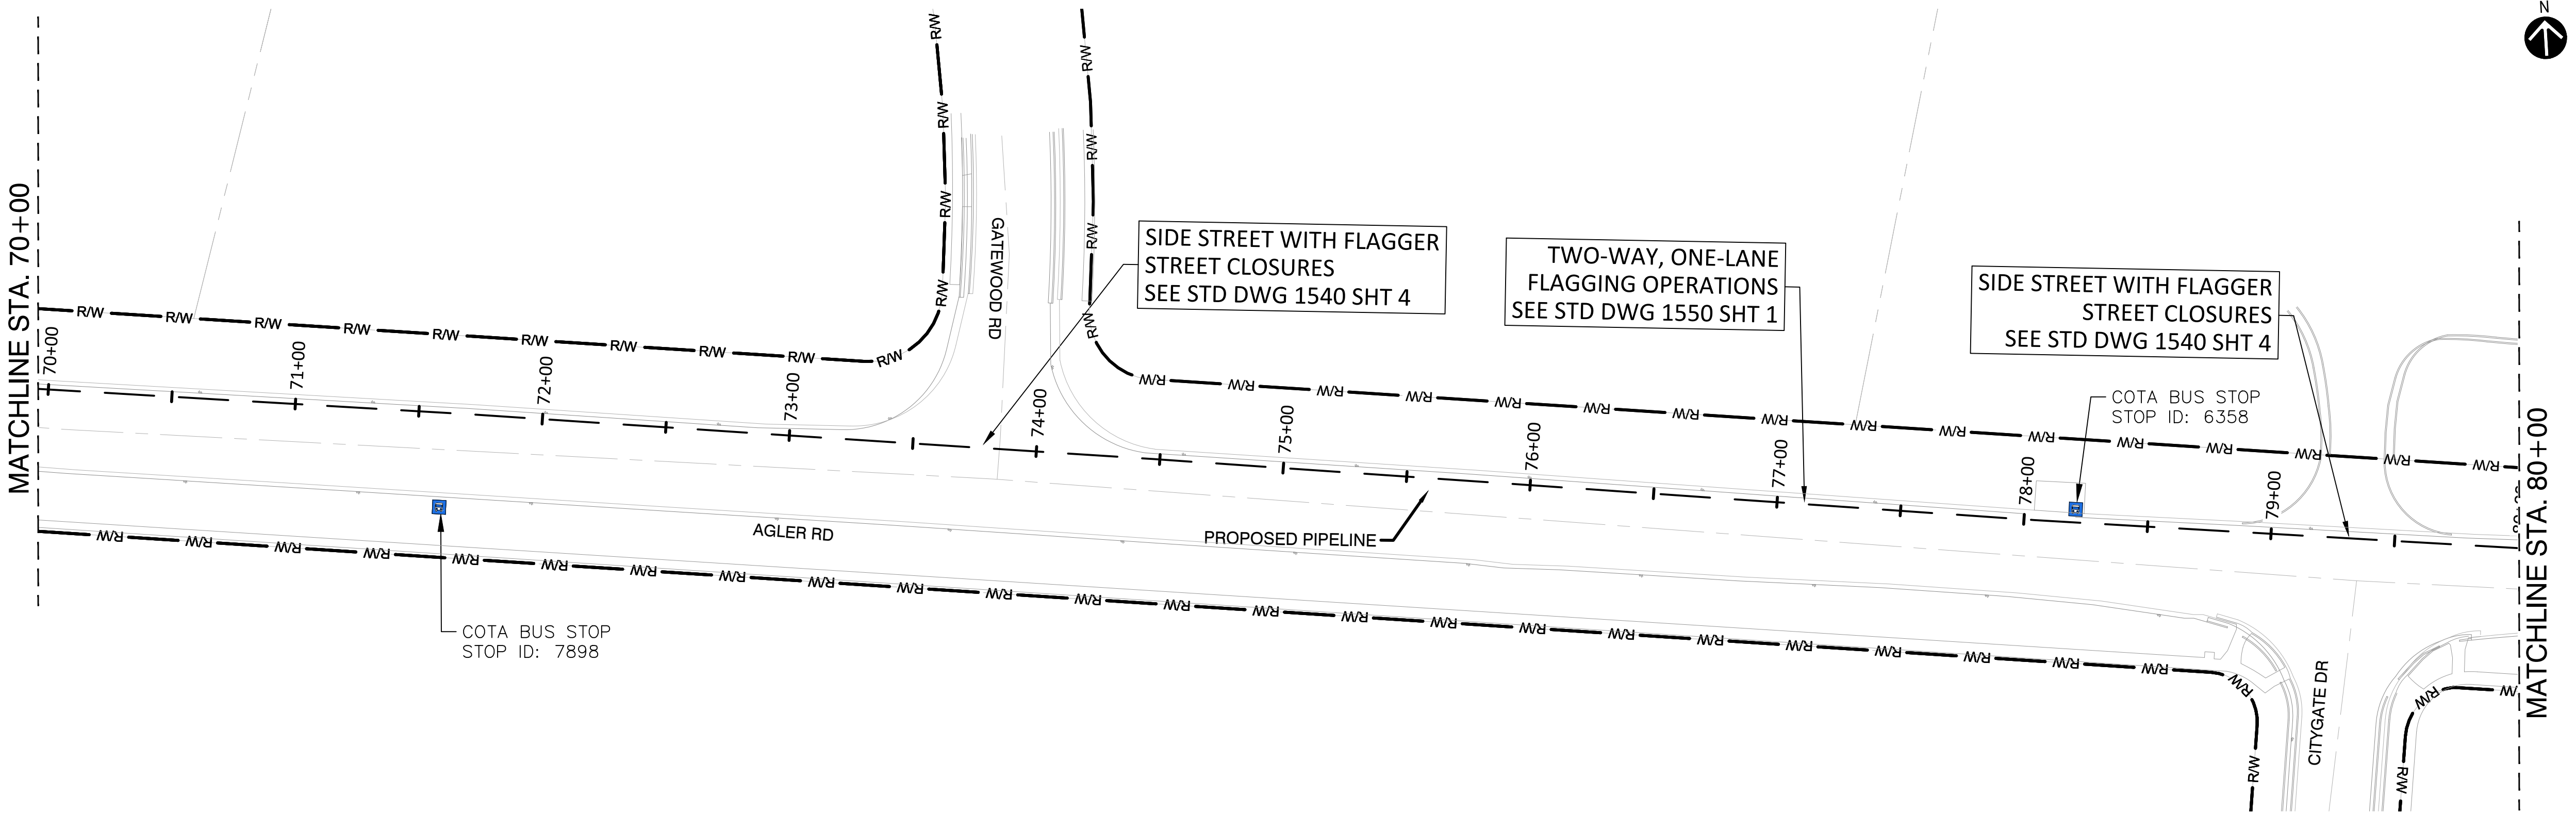 N
MATCHLINE STA. 70+00
R/W R/W R/W R/W R/W R/W R/W R/W R/W R/W
R/W
R/W
R/W
R/W
R/W
R/W
R/W
R/W
R/W
GATEWOOD RD
SIDE STREET WITH FLAGGER
STREET CLOSURES
SEE STD DWG 1540 SHT 4
TWO-WAY, ONE-LANE
FLAGGING OPERATIONS
SEE STD DWG 1550 SHT 1
SIDE STREET WITH FLAGGER
STREET CLOSURES
SEE STD DWG 1540 SHT 4
COTA BUS STOP
STOP ID: 6358
R/W R/W R/W R/W R/W R/W R/W R/W R/W R/W R/W R/W R/W R/W R/W R/W
70+00
71+00
72+00
73+00
74+00
75+00
76+00
77+00
78+00
79+00
AGLER RD
PROPOSED PIPELINE
R/W R/W R/W R/W R/W R/W R/W R/W R/W R/W R/W R/W R/W R/W R/W R/W R/W R/W R/W R/W R/W R/W R/W R/W
R/W
R/W
COTA BUS STOP
STOP ID: 7898
CITYGATE DR
R/W
R/W
MATCHLINE STA. 80+00